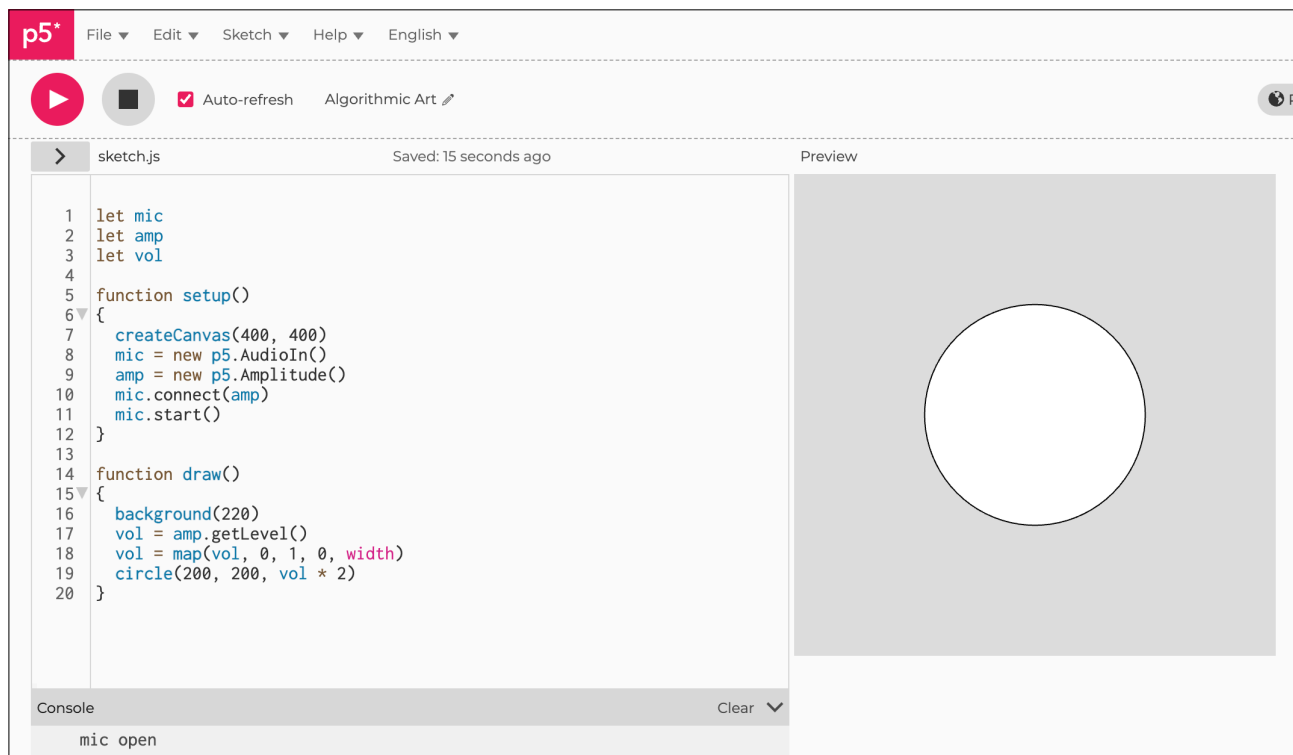 p5* File Edit Sketch Help English
Auto-refresh Algorithmic Art
sketch.js Saved: 15 seconds ago Preview
1 let mic
2 let amp
3 let vol
4
5 function setup()
6 {
7 createCanvas(400, 400)
8 mic = new p5.AudioIn()
9 amp = new p5.Amplitude()
10 mic.connect(amp)
11 mic.start()
12 }
13
14 function draw()
15 {
16 background(220)
17 vol = amp.getLevel()
18 vol = map(vol, 0, 1, 0, width)
19 circle(200, 200, vol * 2)
20 }
Console Clear
mic open